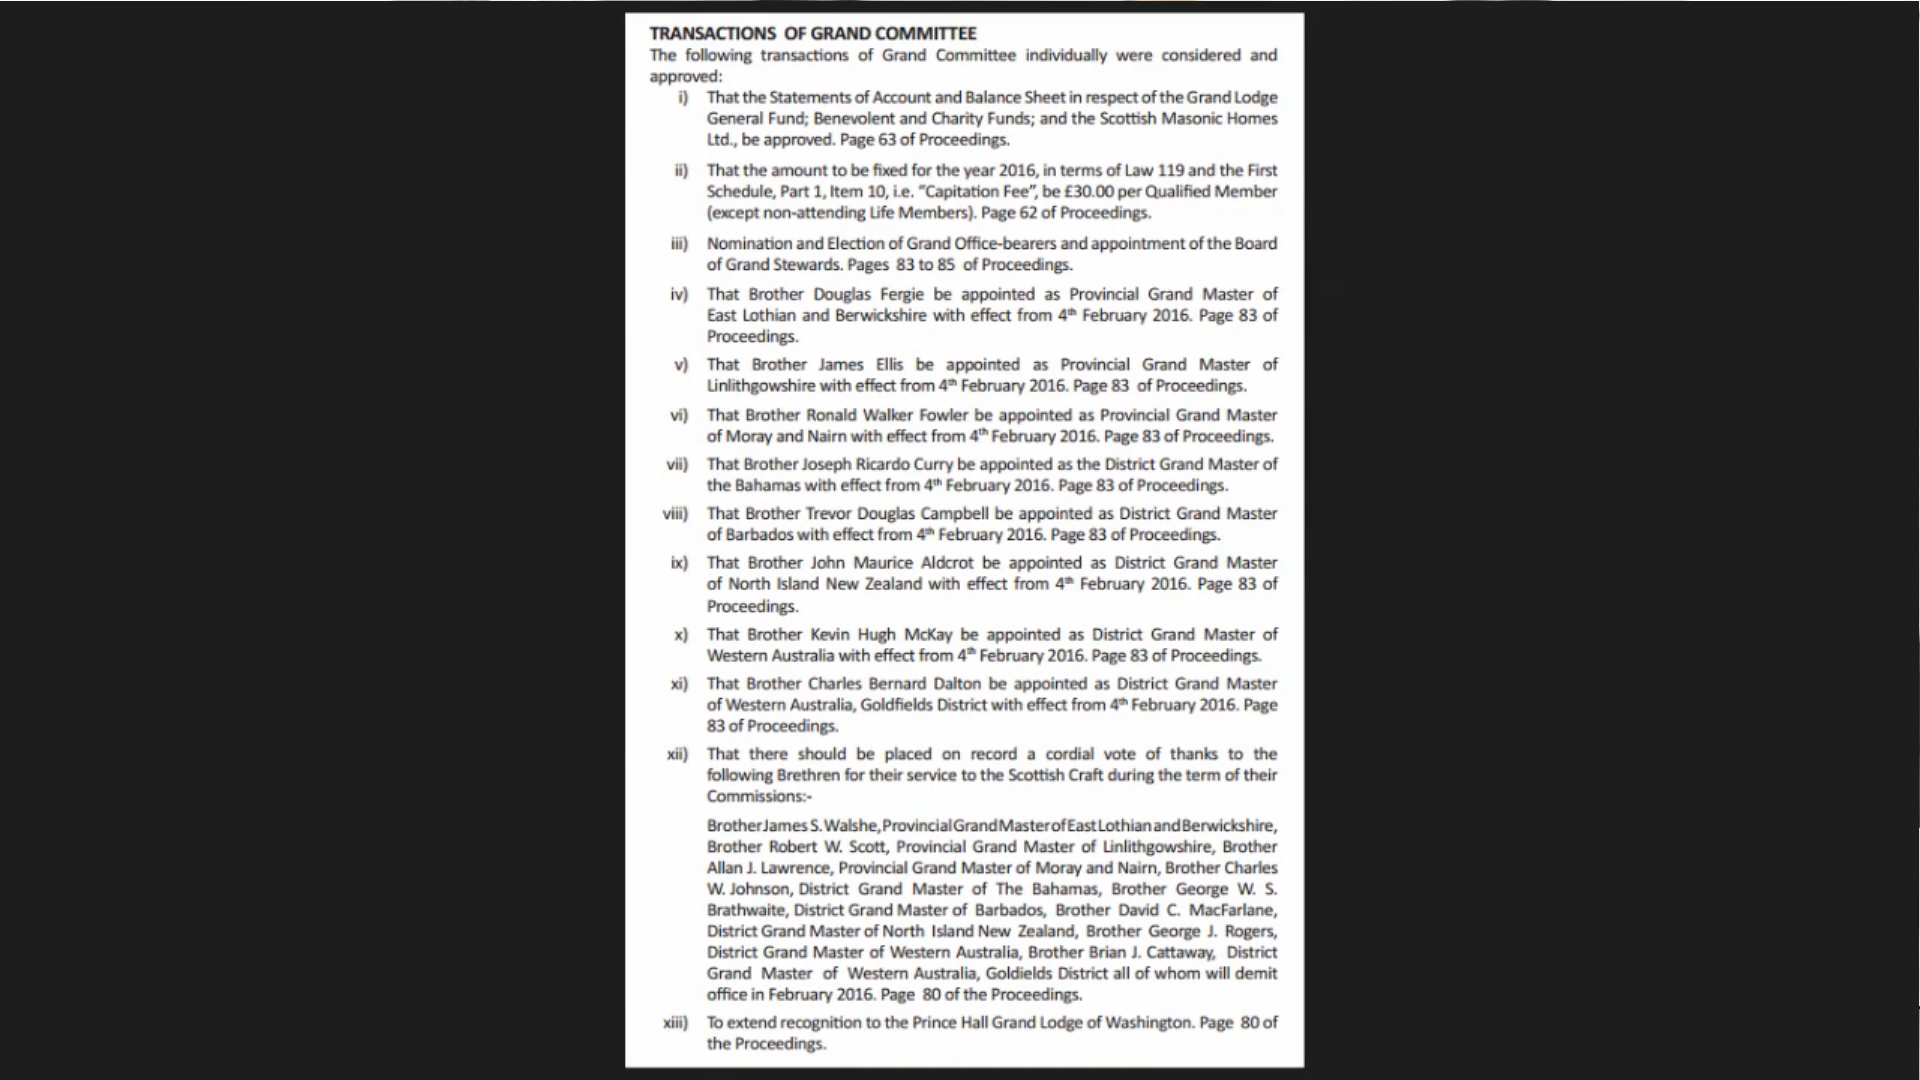 TRANSACTIONS OF GRAND COMMITTEE
The following transactions of Grand Committee individually were considered and
approved:
i) That the Statements of Account and Balance Sheet in respect of the Grand Lodge
General Fund; Benevolent and Charity Funds; and the Scottish Masonic Homes
Ltd., be approved. Page 63 of Proceedings.
ii) That the amount to be fixed for the year 2016, in terms of Law 119 and the First
Schedule, Part 1, Item 10, i.e. “Capitation Fee”, be £30.00 per Qualified Member
(except non-attending Life Members). Page 62 of Proceedings.
iii) Nomination and Election of Grand Office-bearers and appointment of the Board
of Grand Stewards. Pages 83 to 85 of Proceedings.
iv) That Brother Douglas Fergie be appointed as Provincial Grand Master of
East Lothian and Berwickshire with effect from 4th February 2016. Page 83 of
Proceedings.
v) That Brother James Ellis be appointed as Provincial Grand Master of
Linlithgowshire with effect from 4th February 2016. Page 83 of Proceedings.
vi) That Brother Ronald Walker Fowler be appointed as Provincial Grand Master
of Moray and Nairn with effect from 4th February 2016. Page 83 of Proceedings.
vii) That Brother Joseph Ricardo Curry be appointed as the District Grand Master of
the Bahamas with effect from 4th February 2016. Page 83 of Proceedings.
viii) That Brother Trevor Douglas Campbell be appointed as District Grand Master
of Barbados with effect from 4th February 2016. Page 83 of Proceedings.
ix) That Brother John Maurice Aldcrot be appointed as District Grand Master
of North Island New Zealand with effect from 4th February 2016. Page 83 of
Proceedings.
x) That Brother Kevin Hugh McKay be appointed as District Grand Master of
Western Australia with effect from 4th February 2016. Page 83 of Proceedings.
xi) That Brother Charles Bernard Dalton be appointed as District Grand Master
of Western Australia, Goldfields District with effect from 4th February 2016. Page
83 of Proceedings.
xii) That there should be placed on record a cordial vote of thanks to the
following Brethren for their service to the Scottish Craft during the term of their
Commissions:-
Brother James S. Walshe, Provincial Grand Master of East Lothian and Berwickshire,
Brother Robert W. Scott, Provincial Grand Master of Linlithgowshire, Brother
Allan J. Lawrence, Provincial Grand Master of Moray and Nairn, Brother Charles
W. Johnson, District Grand Master of The Bahamas, Brother George W. S.
Brathwaite, District Grand Master of Barbados, Brother David C. MacFarlane,
District Grand Master of North Island New Zealand, Brother George J. Rogers,
District Grand Master of Western Australia, Brother Brian J. Cattaway, District
Grand Master of Western Australia, Goldields District all of whom will demit
office in February 2016. Page 80 of the Proceedings.
xiii) To extend recognition to the Prince Hall Grand Lodge of Washington. Page 80 of
the Proceedings.